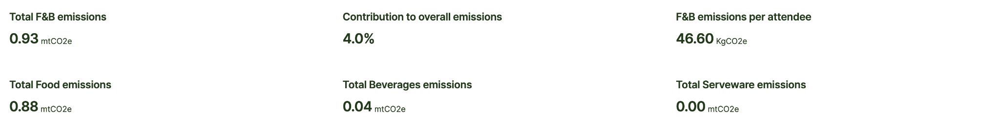 Total F&B emissions
0.93 mtCO2e
Contribution to overall emissions
4.0%
F&B emissions per attendee
46.60 KgCO2e
Total Food emissions
0.88 mtCO2e
Total Beverages emissions
0.04 mtCO2e
Total Serveware emissions
0.00 mtCO2e